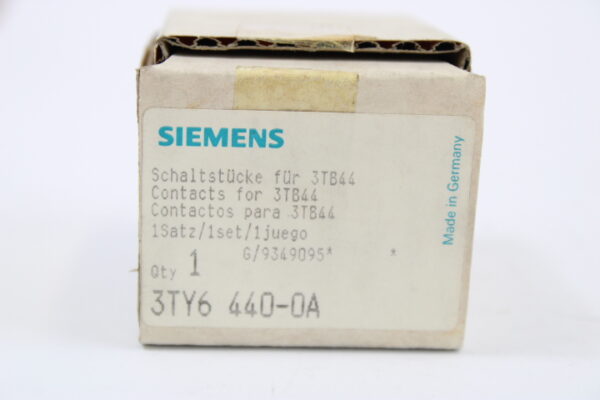 SIEMENS
Schaltstücke für 3TB44
Contacts for 3TB44
Contactos para 3TB44
1Satz/1set/1juego
G/9349095* *
Qty 1
3TY6 440-0A
Made in Germany